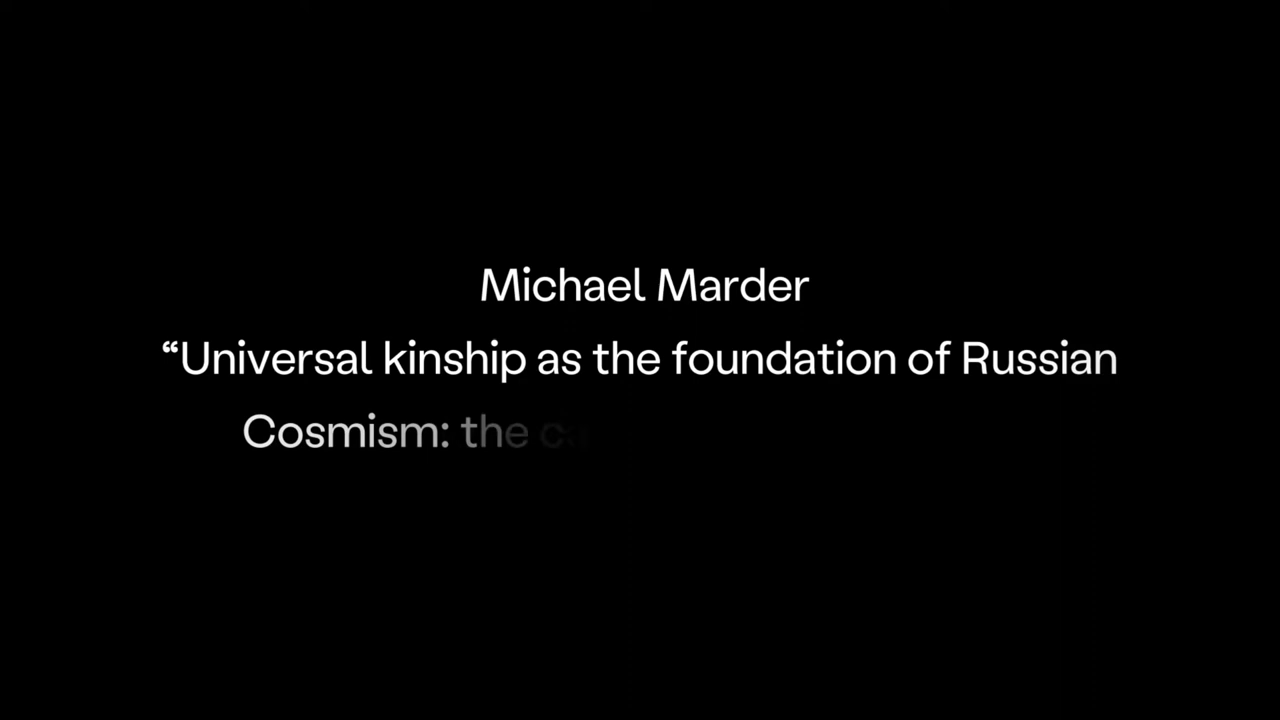 Michael Marder
“Universal kinship as the foundation of Russian
Cosmism: the